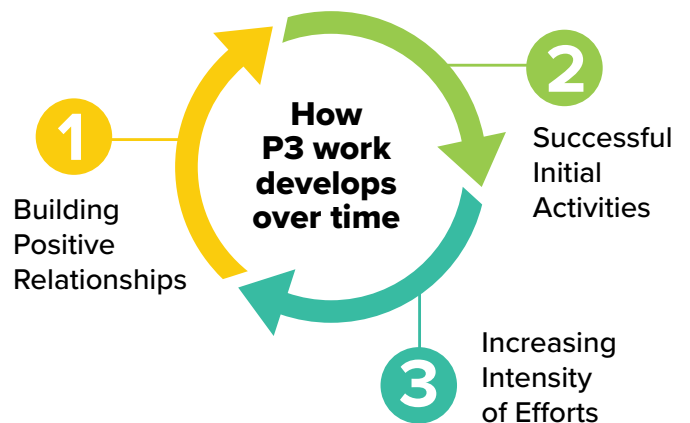 How
P3 work
develops
over time
1
Building
Positive
Relationships
2
Successful
Initial
Activities
3
Increasing
Intensity
of Efforts